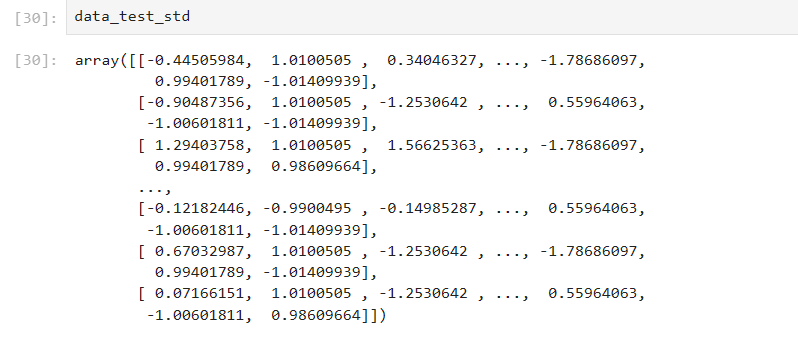 [30]: data_test_std
[30]: array([[-0.44505984,  1.0100505 ,  0.34046327, ..., -1.78686097,
         0.99401789, -1.01409939],
       [-0.90487356,  1.0100505 , -1.2530642 , ...,  0.55964063,
        -1.00601811, -1.01409939],
       [ 1.29403758,  1.0100505 ,  1.56625363, ..., -1.78686097,
         0.99401789,  0.98609664],
       ...,
       [-0.12182446, -0.9900495 , -0.14985287, ...,  0.55964063,
        -1.00601811, -1.01409939],
       [ 0.67032987,  1.0100505 , -1.2530642 , ..., -1.78686097,
         0.99401789, -1.01409939],
       [ 0.07166151,  1.0100505 , -1.2530642 , ...,  0.55964063,
        -1.00601811,  0.98609664]])